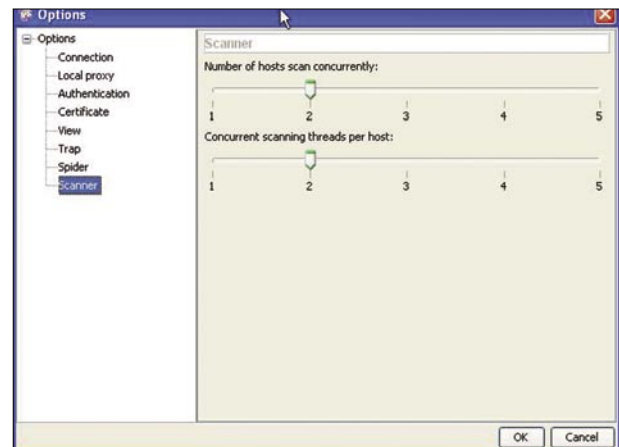 Options
Options
Connection
Local proxy
Authentication
Certificate
View
Trap
Spider
Scanner
Scanner
Number of hosts scan concurrently:
1 2 3 4 5
Concurrent scanning threads per host:
1 2 3 4 5
OK Cancel